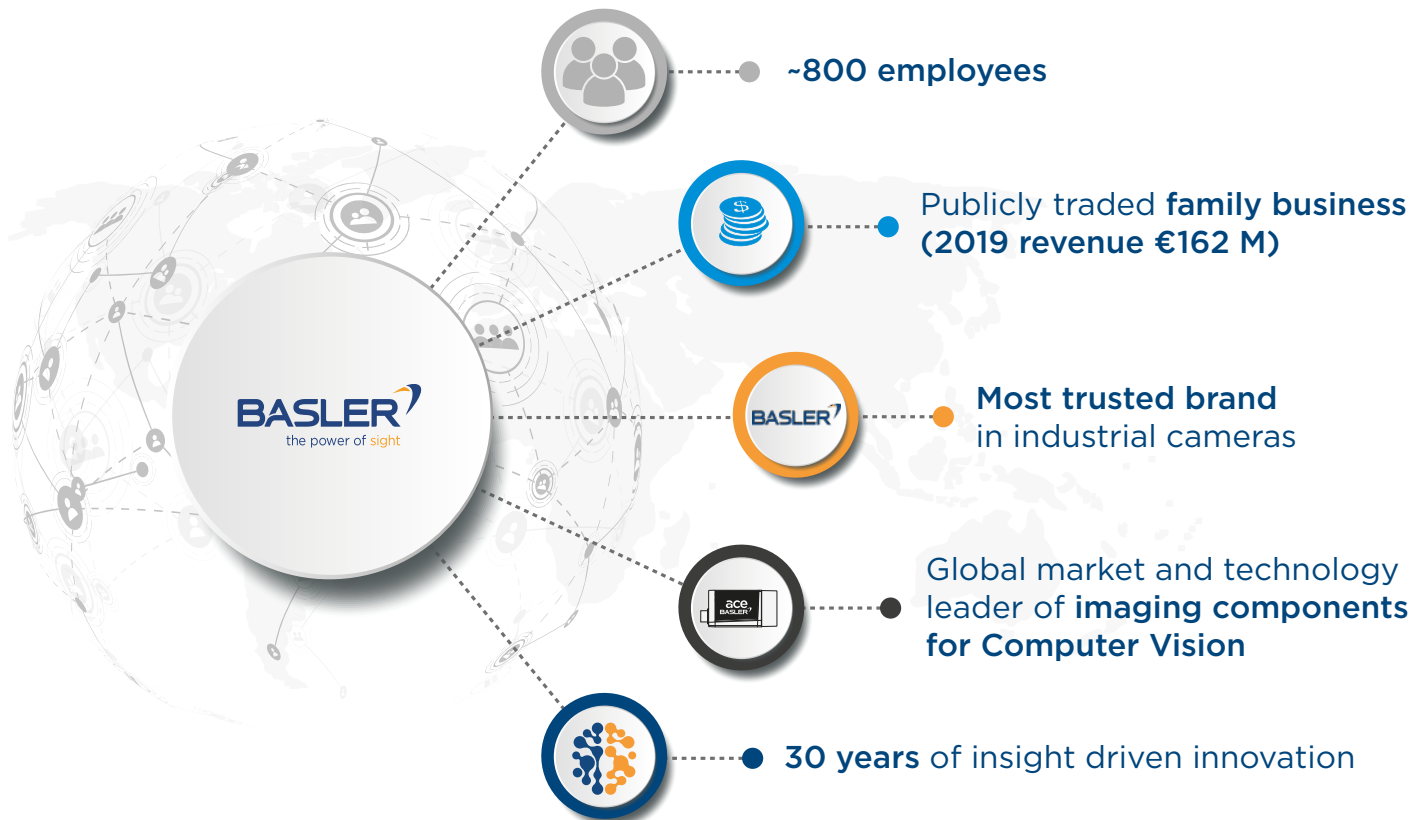 ~800 employees
$
Publicly traded family business
(2019 revenue €162 M)
BASLER
the power of sight
BASLER
Most trusted brand
in industrial cameras
ace
BASLER
Global market and technology
leader of imaging components
for Computer Vision
30 years of insight driven innovation